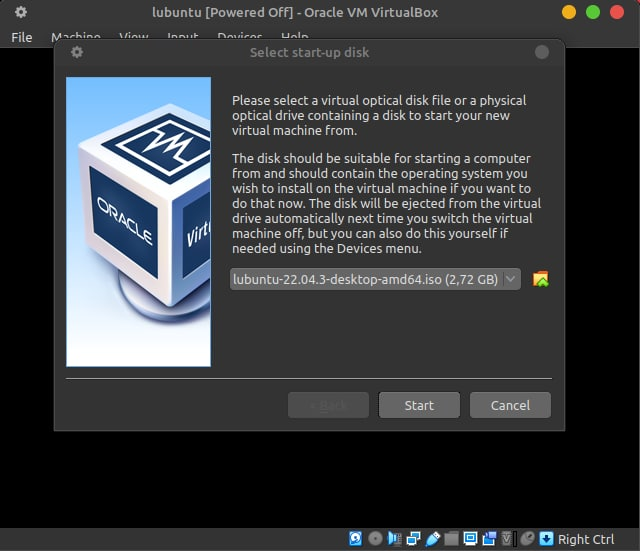 lubuntu [Powered Off] - Oracle VM VirtualBox
File Machine View Input Devices Help
Select start-up disk
Please select a virtual optical disk file or a physical
optical drive containing a disk to start your new
virtual machine from.
The disk should be suitable for starting a computer
from and should contain the operating system you
wish to install on the virtual machine if you want to
do that now. The disk will be ejected from the virtual
drive automatically next time you switch the virtual
machine off, but you can also do this yourself if
needed using the Devices menu.
ORACLE
Virtu
lubuntu-22.04.3-desktop-amd64.iso (2,72 GB)
< Back Start Cancel
Right Ctrl